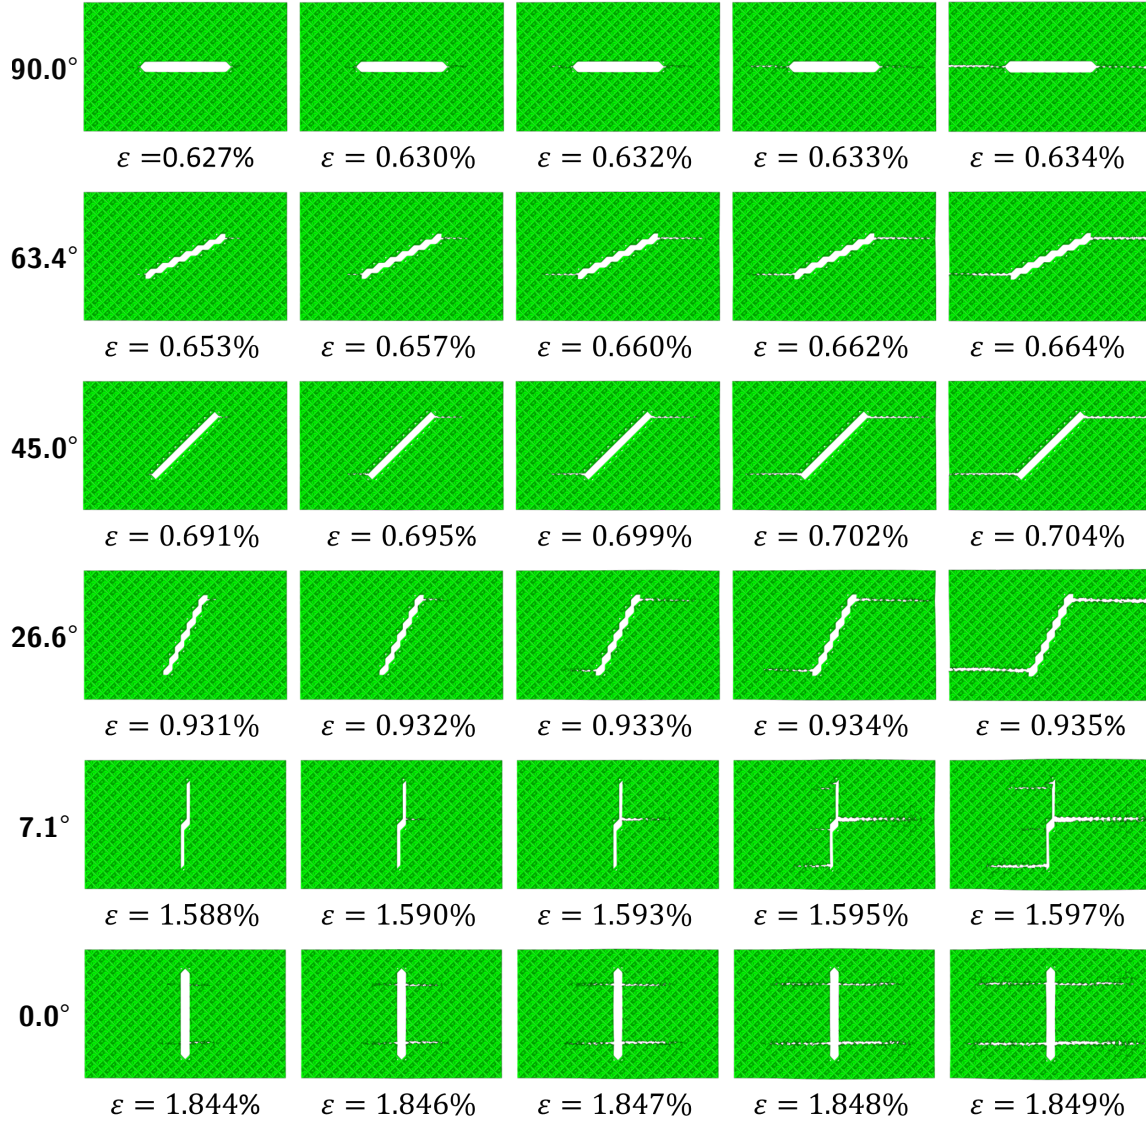 90.0°
ε =0.627% ε = 0.630% ε = 0.632% ε = 0.633% ε = 0.634%
63.4°
ε = 0.653% ε = 0.657% ε = 0.660% ε = 0.662% ε = 0.664%
45.0°
ε = 0.691% ε = 0.695% ε = 0.699% ε = 0.702% ε = 0.704%
26.6°
ε = 0.931% ε = 0.932% ε = 0.933% ε = 0.934% ε = 0.935%
7.1°
ε = 1.588% ε = 1.590% ε = 1.593% ε = 1.595% ε = 1.597%
0.0°
ε = 1.844% ε = 1.846% ε = 1.847% ε = 1.848% ε = 1.849%